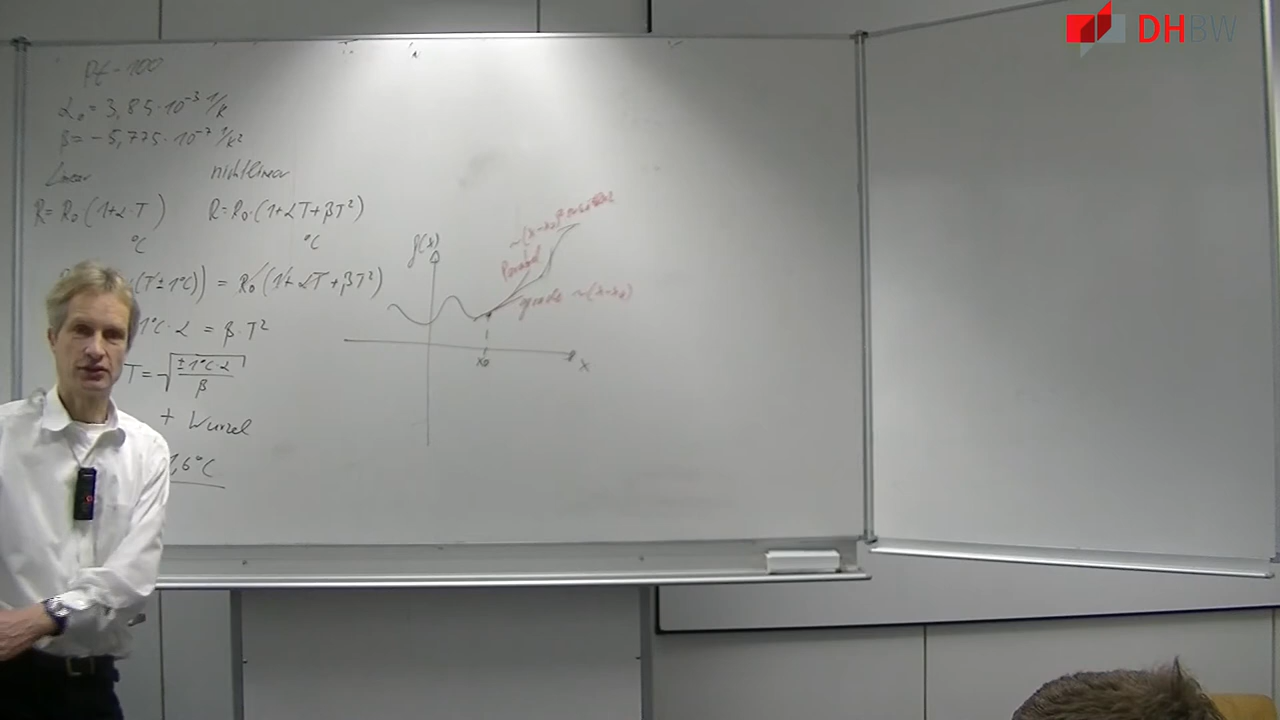 DHBW
Pt-100
α₀ = 3,85·10⁻³ 1/K
β = -5,775·10⁻⁷ 1/K²
Linear nichtlinear
R = R₀·(1+α·T) R = R₀·(1+αT+βT²)
°C °C
(T±1°C)) = R₀(1+αT+βT²)
1°C·α = β·T²
T = √(±1°C·α / β)
+ Wurzel
,6°C
f(x)
~(x-x₀)²
Parabel
gerade ~(x-x₀)
x₀
x